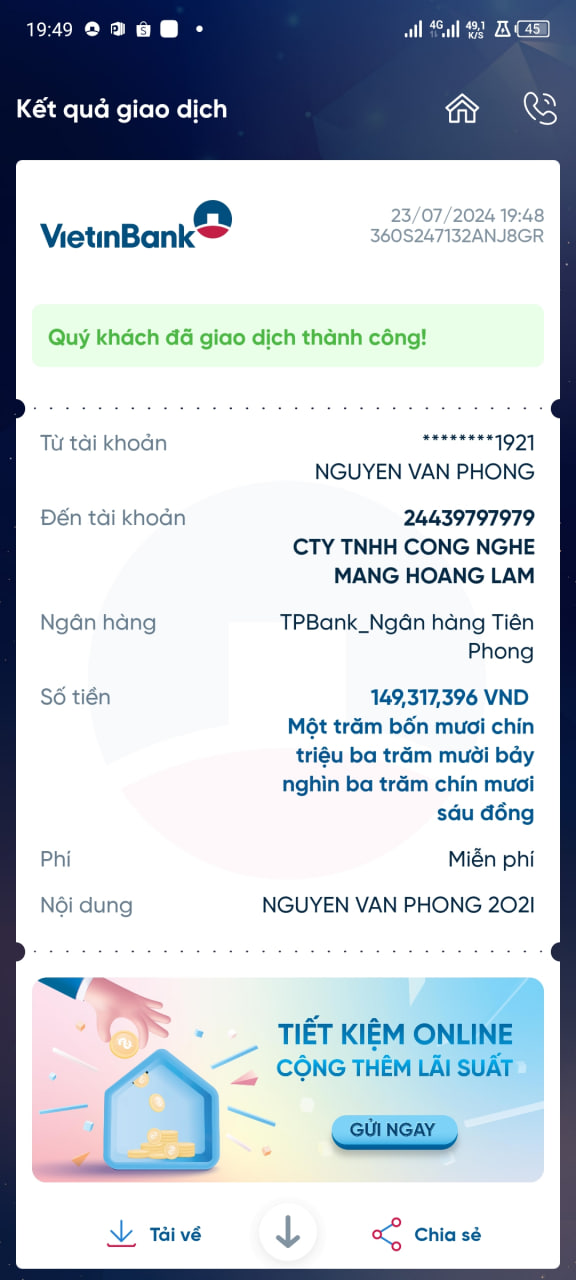 19:49
4G
49,1
K/S
45
Kết quả giao dịch
VietinBank
23/07/2024 19:48
360S247132ANJ8GR
Quý khách đã giao dịch thành công!
Từ tài khoản
********1921
NGUYEN VAN PHONG
Đến tài khoản
24439797979
CTY TNHH CONG NGHE
MANG HOANG LAM
Ngân hàng
TPBank_Ngân hàng Tiên
Phong
Số tiền
149,317,396 VND
Một trăm bốn mươi chín
triệu ba trăm mười bảy
nghìn ba trăm chín mươi
sáu đồng
Phí
Miễn phí
Nội dung
NGUYEN VAN PHONG 2O2I
TIẾT KIỆM ONLINE
CỘNG THÊM LÃI SUẤT
GỬI NGAY
Tải về
Chia sẻ